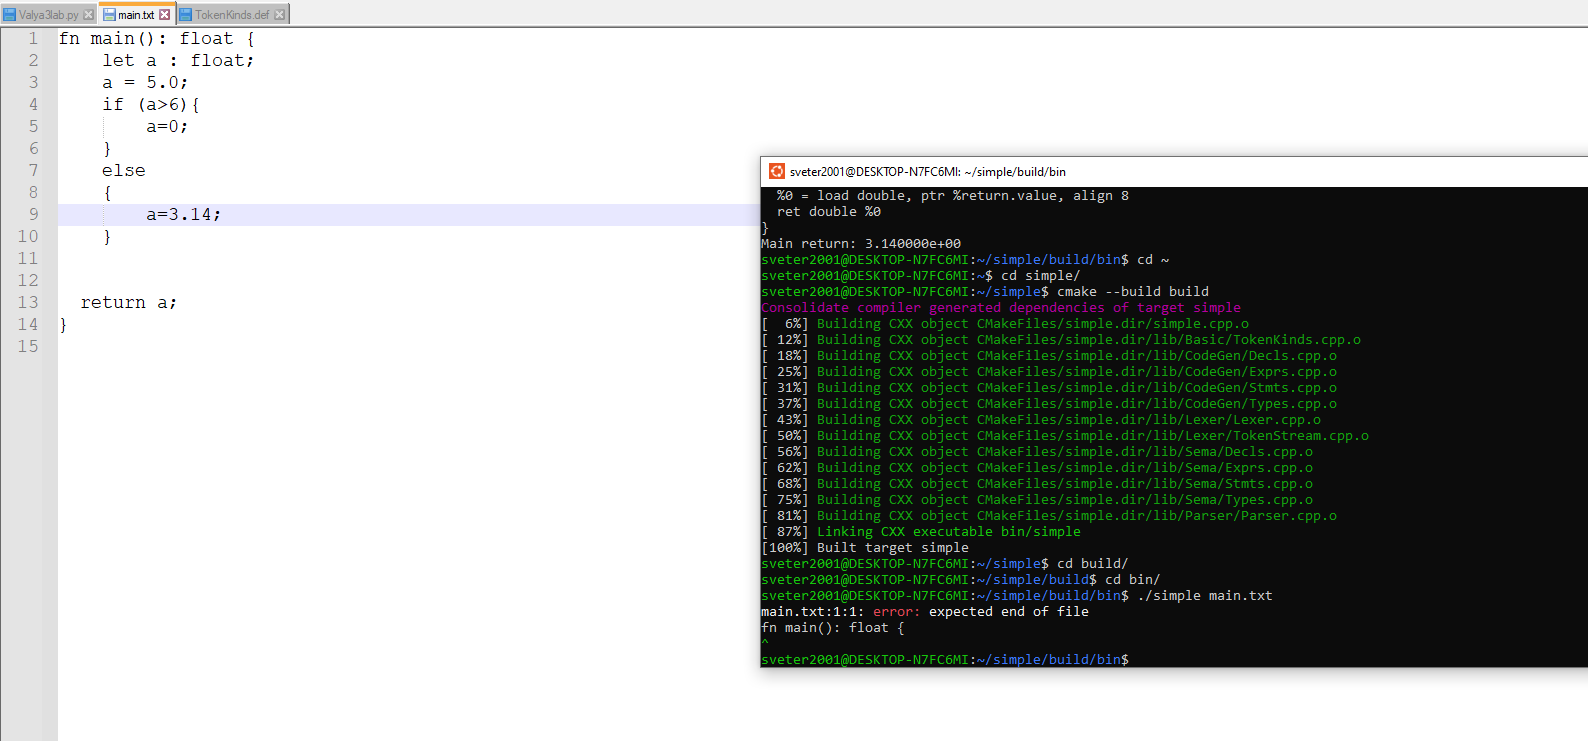 Valya3lab.py main.txt TokenKinds.def
1 fn main(): float {
2 let a : float;
3 a = 5.0;
4 if (a>6){
5 a=0;
6 }
7 else
8 {
9 a=3.14;
10 }
11
12
13 return a;
14 }
15
sveter2001@DESKTOP-N7FC6MI: ~/simple/build/bin
%0 = load double, ptr %return.value, align 8
ret double %0
}
Main return: 3.140000e+00
sveter2001@DESKTOP-N7FC6MI:~/simple/build/bin$ cd ~
sveter2001@DESKTOP-N7FC6MI:~$ cd simple/
sveter2001@DESKTOP-N7FC6MI:~/simple$ cmake --build build
Consolidate compiler generated dependencies of target simple
[  6%] Building CXX object CMakeFiles/simple.dir/simple.cpp.o
[ 12%] Building CXX object CMakeFiles/simple.dir/lib/Basic/TokenKinds.cpp.o
[ 18%] Building CXX object CMakeFiles/simple.dir/lib/CodeGen/Decls.cpp.o
[ 25%] Building CXX object CMakeFiles/simple.dir/lib/CodeGen/Exprs.cpp.o
[ 31%] Building CXX object CMakeFiles/simple.dir/lib/CodeGen/Stmts.cpp.o
[ 37%] Building CXX object CMakeFiles/simple.dir/lib/CodeGen/Types.cpp.o
[ 43%] Building CXX object CMakeFiles/simple.dir/lib/Lexer/Lexer.cpp.o
[ 50%] Building CXX object CMakeFiles/simple.dir/lib/Lexer/TokenStream.cpp.o
[ 56%] Building CXX object CMakeFiles/simple.dir/lib/Sema/Decls.cpp.o
[ 62%] Building CXX object CMakeFiles/simple.dir/lib/Sema/Exprs.cpp.o
[ 68%] Building CXX object CMakeFiles/simple.dir/lib/Sema/Stmts.cpp.o
[ 75%] Building CXX object CMakeFiles/simple.dir/lib/Sema/Types.cpp.o
[ 81%] Building CXX object CMakeFiles/simple.dir/lib/Parser/Parser.cpp.o
[ 87%] Linking CXX executable bin/simple
[100%] Built target simple
sveter2001@DESKTOP-N7FC6MI:~/simple$ cd build/
sveter2001@DESKTOP-N7FC6MI:~/simple/build$ cd bin/
sveter2001@DESKTOP-N7FC6MI:~/simple/build/bin$ ./simple main.txt
main.txt:1:1: error: expected end of file
fn main(): float {
^
sveter2001@DESKTOP-N7FC6MI:~/simple/build/bin$